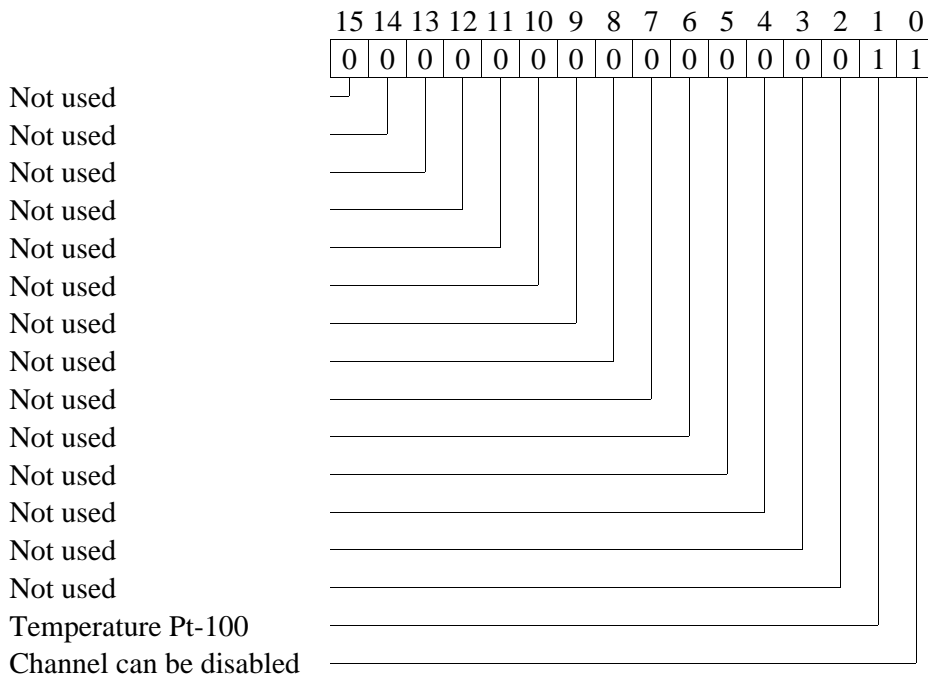 15 14 13 12 11 10 9 8 7 6 5 4 3 2 1 0
0 0 0 0 0 0 0 0 0 0 0 0 0 0 1 1
Not used
Not used
Not used
Not used
Not used
Not used
Not used
Not used
Not used
Not used
Not used
Not used
Not used
Not used
Temperature Pt-100
Channel can be disabled